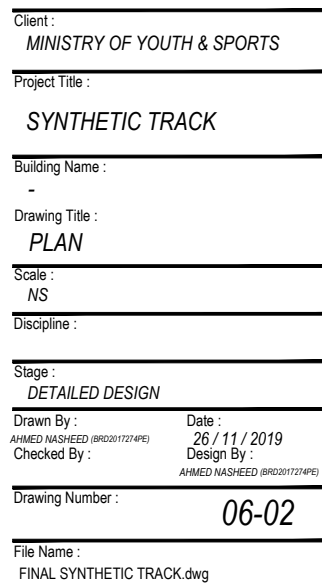 Client :
MINISTRY OF YOUTH & SPORTS
Project Title :
SYNTHETIC TRACK
Building Name :
-
Drawing Title :
PLAN
Scale :
NS
Discipline :
Stage :
DETAILED DESIGN
Drawn By : Date :
AHMED NASHEED (BRD2017274PE) 26 / 11 / 2019
Checked By : Design By :
AHMED NASHEED (BRD2017274PE)
Drawing Number :
06-02
File Name :
FINAL SYNTHETIC TRACK.dwg